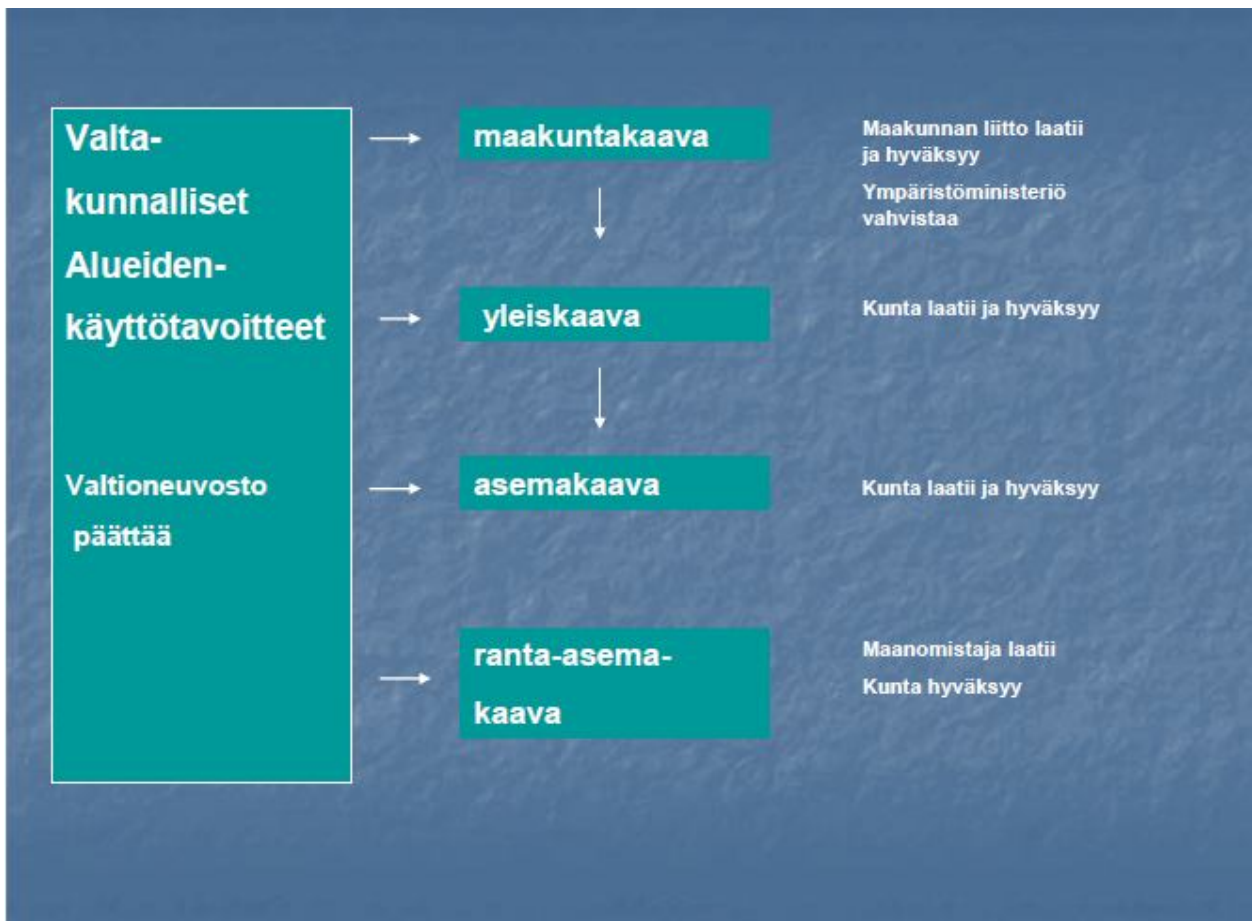 Valta-
kunnalliset
Alueiden-
käyttötavoitteet
Valtioneuvosto
päättää
maakuntakaava
Maakunnan liitto laatii
ja hyväksyy
Ympäristöministeriö
vahvistaa
yleiskaava
Kunta laatii ja hyväksyy
asemakaava
Kunta laatii ja hyväksyy
ranta-asema-
kaava
Maanomistaja laatii
Kunta hyväksyy